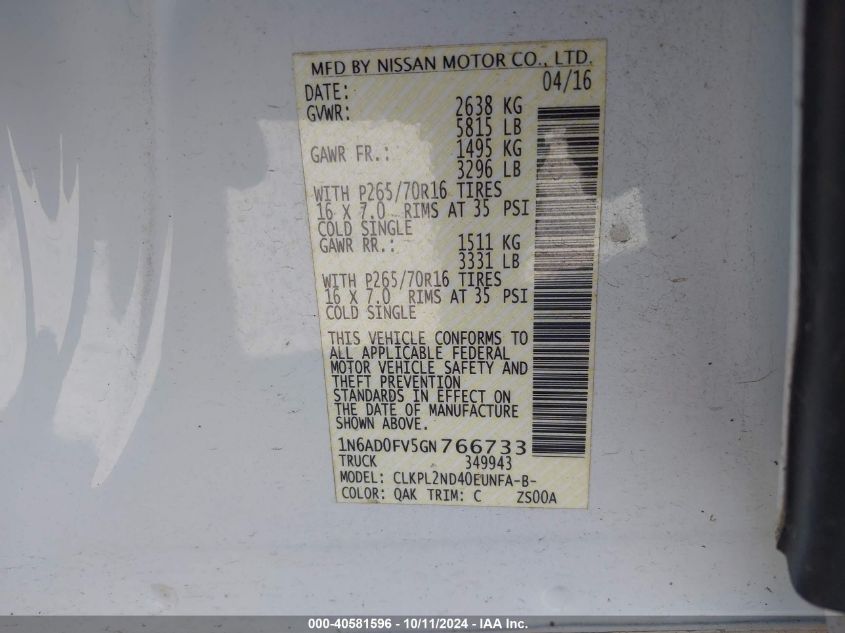 MFD BY NISSAN MOTOR CO., LTD.
DATE: 04/16
GVWR: 2638 KG
5815 LB
GAWR FR.: 1495 KG
3296 LB
WITH P265/70R16 TIRES
16 X 7.0 RIMS AT 35 PSI
COLD SINGLE
GAWR RR.: 1511 KG
3331 LB
WITH P265/70R16 TIRES
16 X 7.0 RIMS AT 35 PSI
COLD SINGLE
THIS VEHICLE CONFORMS TO
ALL APPLICABLE FEDERAL
MOTOR VEHICLE SAFETY AND
THEFT PREVENTION
STANDARDS IN EFFECT ON
THE DATE OF MANUFACTURE
SHOWN ABOVE.
1N6AD0FV5GN766733
TRUCK 349943
MODEL: CLKPL2ND40EUNFA-B-
COLOR: QAK TRIM: C ZS00A
000-40581596 - 10/11/2024 - IAA Inc.